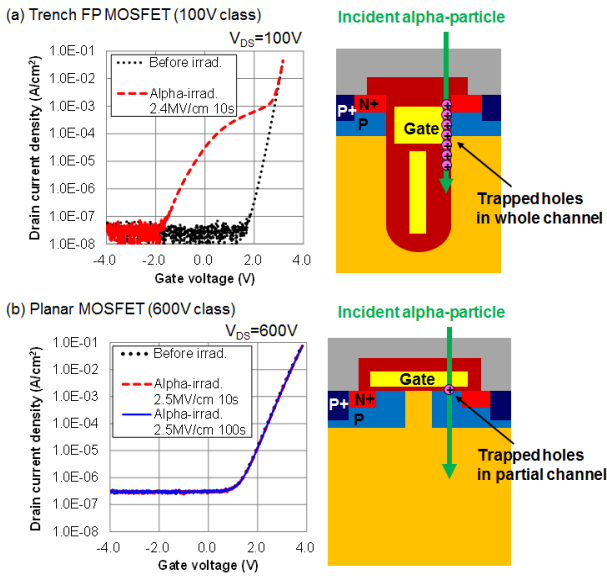 (a) Trench FP MOSFET (100V class)
V_DS=100V
Drain current density (A/cm²)
1.0E-01
1.0E-02
1.0E-03
1.0E-04
1.0E-05
1.0E-06
1.0E-07
1.0E-08
Before irrad.
Alpha-irrad.
2.4MV/cm 10s
-4.0
-2.0
0.0
2.0
4.0
Gate voltage (V)
Incident alpha-particle
P+
N+
P
Gate
Trapped holes
in whole channel
(b) Planar MOSFET (600V class)
V_DS=600V
Drain current density (A/cm²)
1.0E-01
1.0E-02
1.0E-03
1.0E-04
1.0E-05
1.0E-06
1.0E-07
1.0E-08
Before irrad.
Alpha-irrad.
2.5MV/cm 10s
Alpha-irrad.
2.5MV/cm 100s
-4.0
-2.0
0.0
2.0
4.0
Gate voltage (V)
Incident alpha-particle
Gate
+
P+
N+
P
Trapped holes
in partial channel